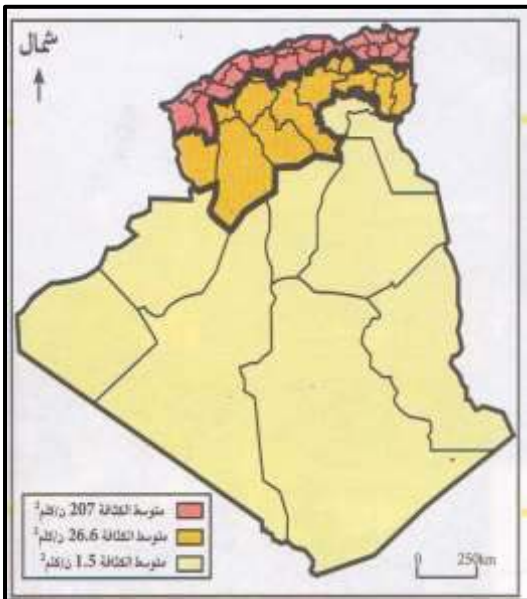 شمال
متوسط الكثافة 207 ن/كلم²
متوسط الكثافة 26.6 ن/كلم²
متوسط الكثافة 1.5 ن/كلم²
0 250km